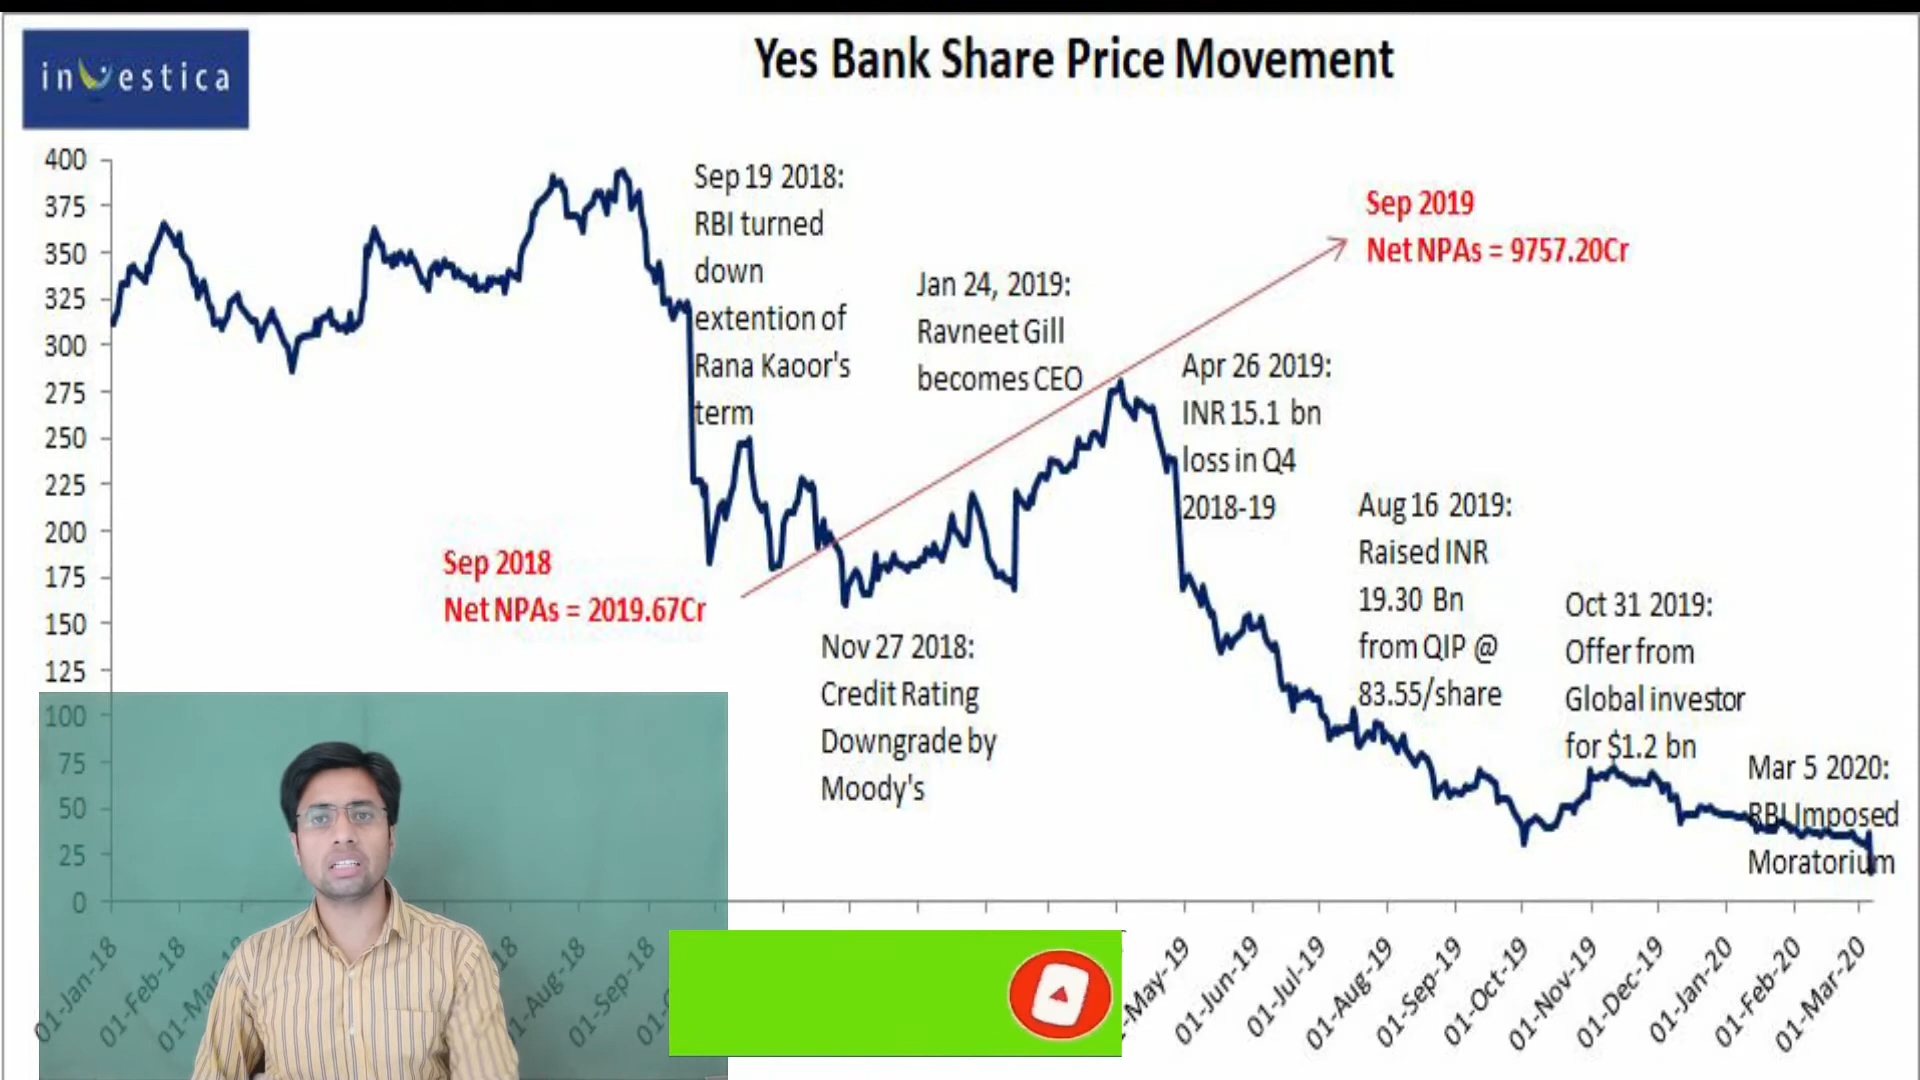 investica
Yes Bank Share Price Movement
400
375
350
325
300
275
250
225
200
175
150
125
100
75
50
25
0
Sep 19 2018:
RBI turned
down
extention of
Rana Kaoor's
term
Sep 2018
Net NPAs = 2019.67Cr
Nov 27 2018:
Credit Rating
Downgrade by
Moody's
Jan 24, 2019:
Ravneet Gill
becomes CEO
Sep 2019
Net NPAs = 9757.20Cr
Apr 26 2019:
INR 15.1 bn
loss in Q4
2018-19
Aug 16 2019:
Raised INR
19.30 Bn
from QIP @
83.55/share
Oct 31 2019:
Offer from
Global investor
for $1.2 bn
Mar 5 2020:
RBI Imposed
Moratorium
01-Jan-18
01-Feb-18
01-Mar-18
01-Aug-18
01-Sep-18
-May-19
01-Jun-19
01-Jul-19
01-Aug-19
01-Sep-19
01-Oct-19
01-Nov-19
01-Dec-19
01-Jan-20
01-Feb-20
01-Mar-20